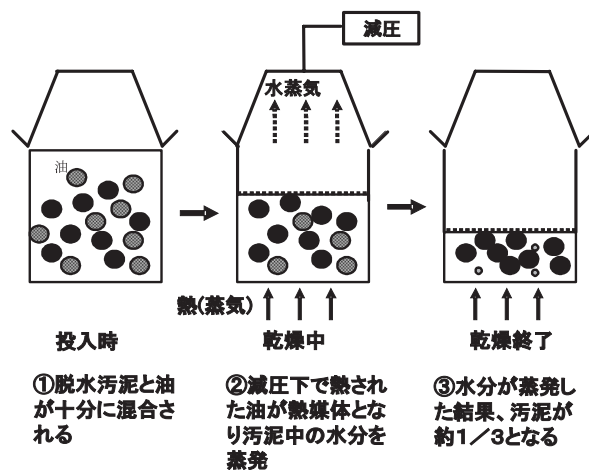 減圧
水蒸気
油
熱(蒸気)
投入時
乾燥中
乾燥終了
①脱水汚泥と油
が十分に混合さ
れる
②減圧下で熱され
た油が熱媒体とな
り汚泥中の水分を
蒸発
③水分が蒸発し
た結果、汚泥が
約1/3となる